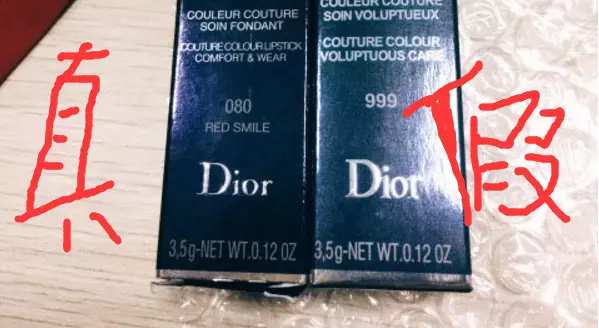 COULEUR COUTURE
SOIN FONDANT
COUTURE COLOUR LIPSTICK
COMFORT & WEAR
080
RED SMILE
Dior
3,5g-NET WT.0.12 OZ
COULEUR COUTURE
SOIN VOLUPTUEUX
COUTURE COLOUR
VOLUPTUOUS CARE
999
Dior
3,5g-NET WT.0.12 OZ
真
假